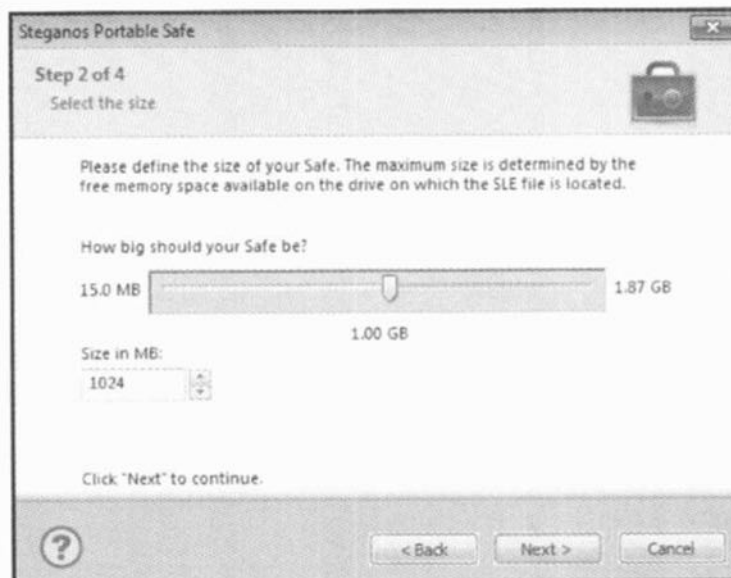 Steganos Portable Safe
Step 2 of 4
Select the size
Please define the size of your Safe. The maximum size is determined by the
free memory space available on the drive on which the SLE file is located.
How big should your Safe be?
15.0 MB
1.87 GB
1.00 GB
Size in MB:
1024
Click "Next" to continue.
?
< Back
Next >
Cancel